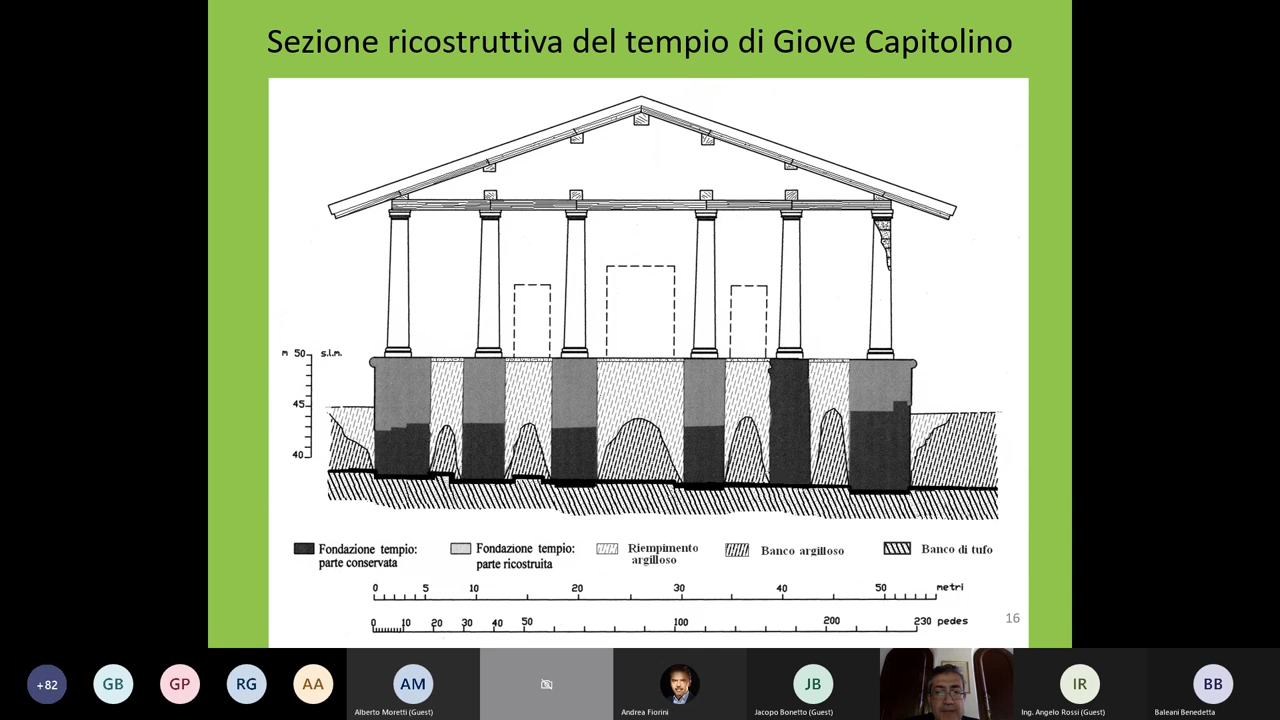 Sezione ricostruttiva del tempio di Giove Capitolino
m 50 s.l.m.
45
40
Fondazione tempio:
parte conservata
Fondazione tempio:
parte ricostruita
Riempimento
argilloso
Banco argilloso
Banco di tufo
0 5 10 20 30 40 50 metri
0 10 20 30 40 50 100 200 230 pedes
16
+82 GB GP RG AA AM JB IR BB
Alberto Moretti (Guest)
Andrea Fiorini
Jacopo Bonetto (Guest)
Ing. Angelo Rossi (Guest)
Baleani Benedetta